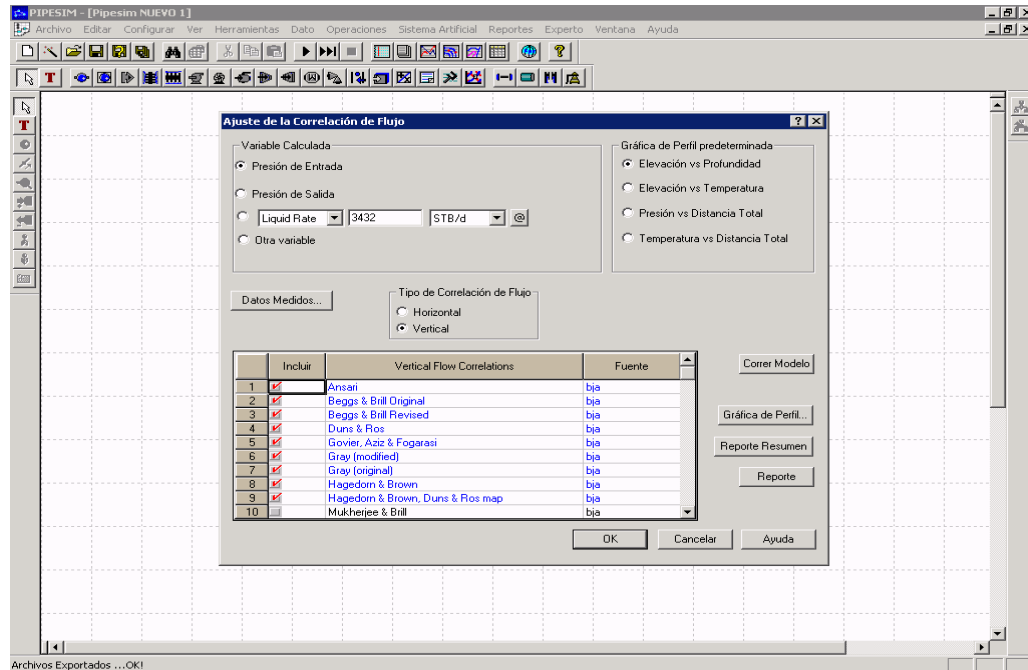 PIPESIM - [Pipesim NUEVO 1]
Archivo Editar Configurar Ver Herramientas Dato Operaciones Sistema Artificial Reportes Experto Ventana Ayuda
T
T
Ajuste de la Correlación de Flujo
Variable Calculada
Presión de Entrada
Presión de Salida
Liquid Rate 3432 STB/d @
Otra variable
Gráfica de Perfil predeterminada
Elevación vs Profundidad
Elevación vs Temperatura
Presión vs Distancia Total
Temperatura vs Distancia Total
Datos Medidos...
Tipo de Correlación de Flujo
Horizontal
Vertical
Incluir Vertical Flow Correlations Fuente
1 Ansari bja
2 Beggs & Brill Original bja
3 Beggs & Brill Revised bja
4 Duns & Ros bja
5 Govier, Aziz & Fogarasi bja
6 Gray (modified) bja
7 Gray (original) bja
8 Hagedorn & Brown bja
9 Hagedorn & Brown, Duns & Ros map bja
10 Mukherjee & Brill bja
Correr Modelo
Gráfica de Perfil...
Reporte Resumen
Reporte
OK Cancelar Ayuda
Archivos Exportados ...OK!